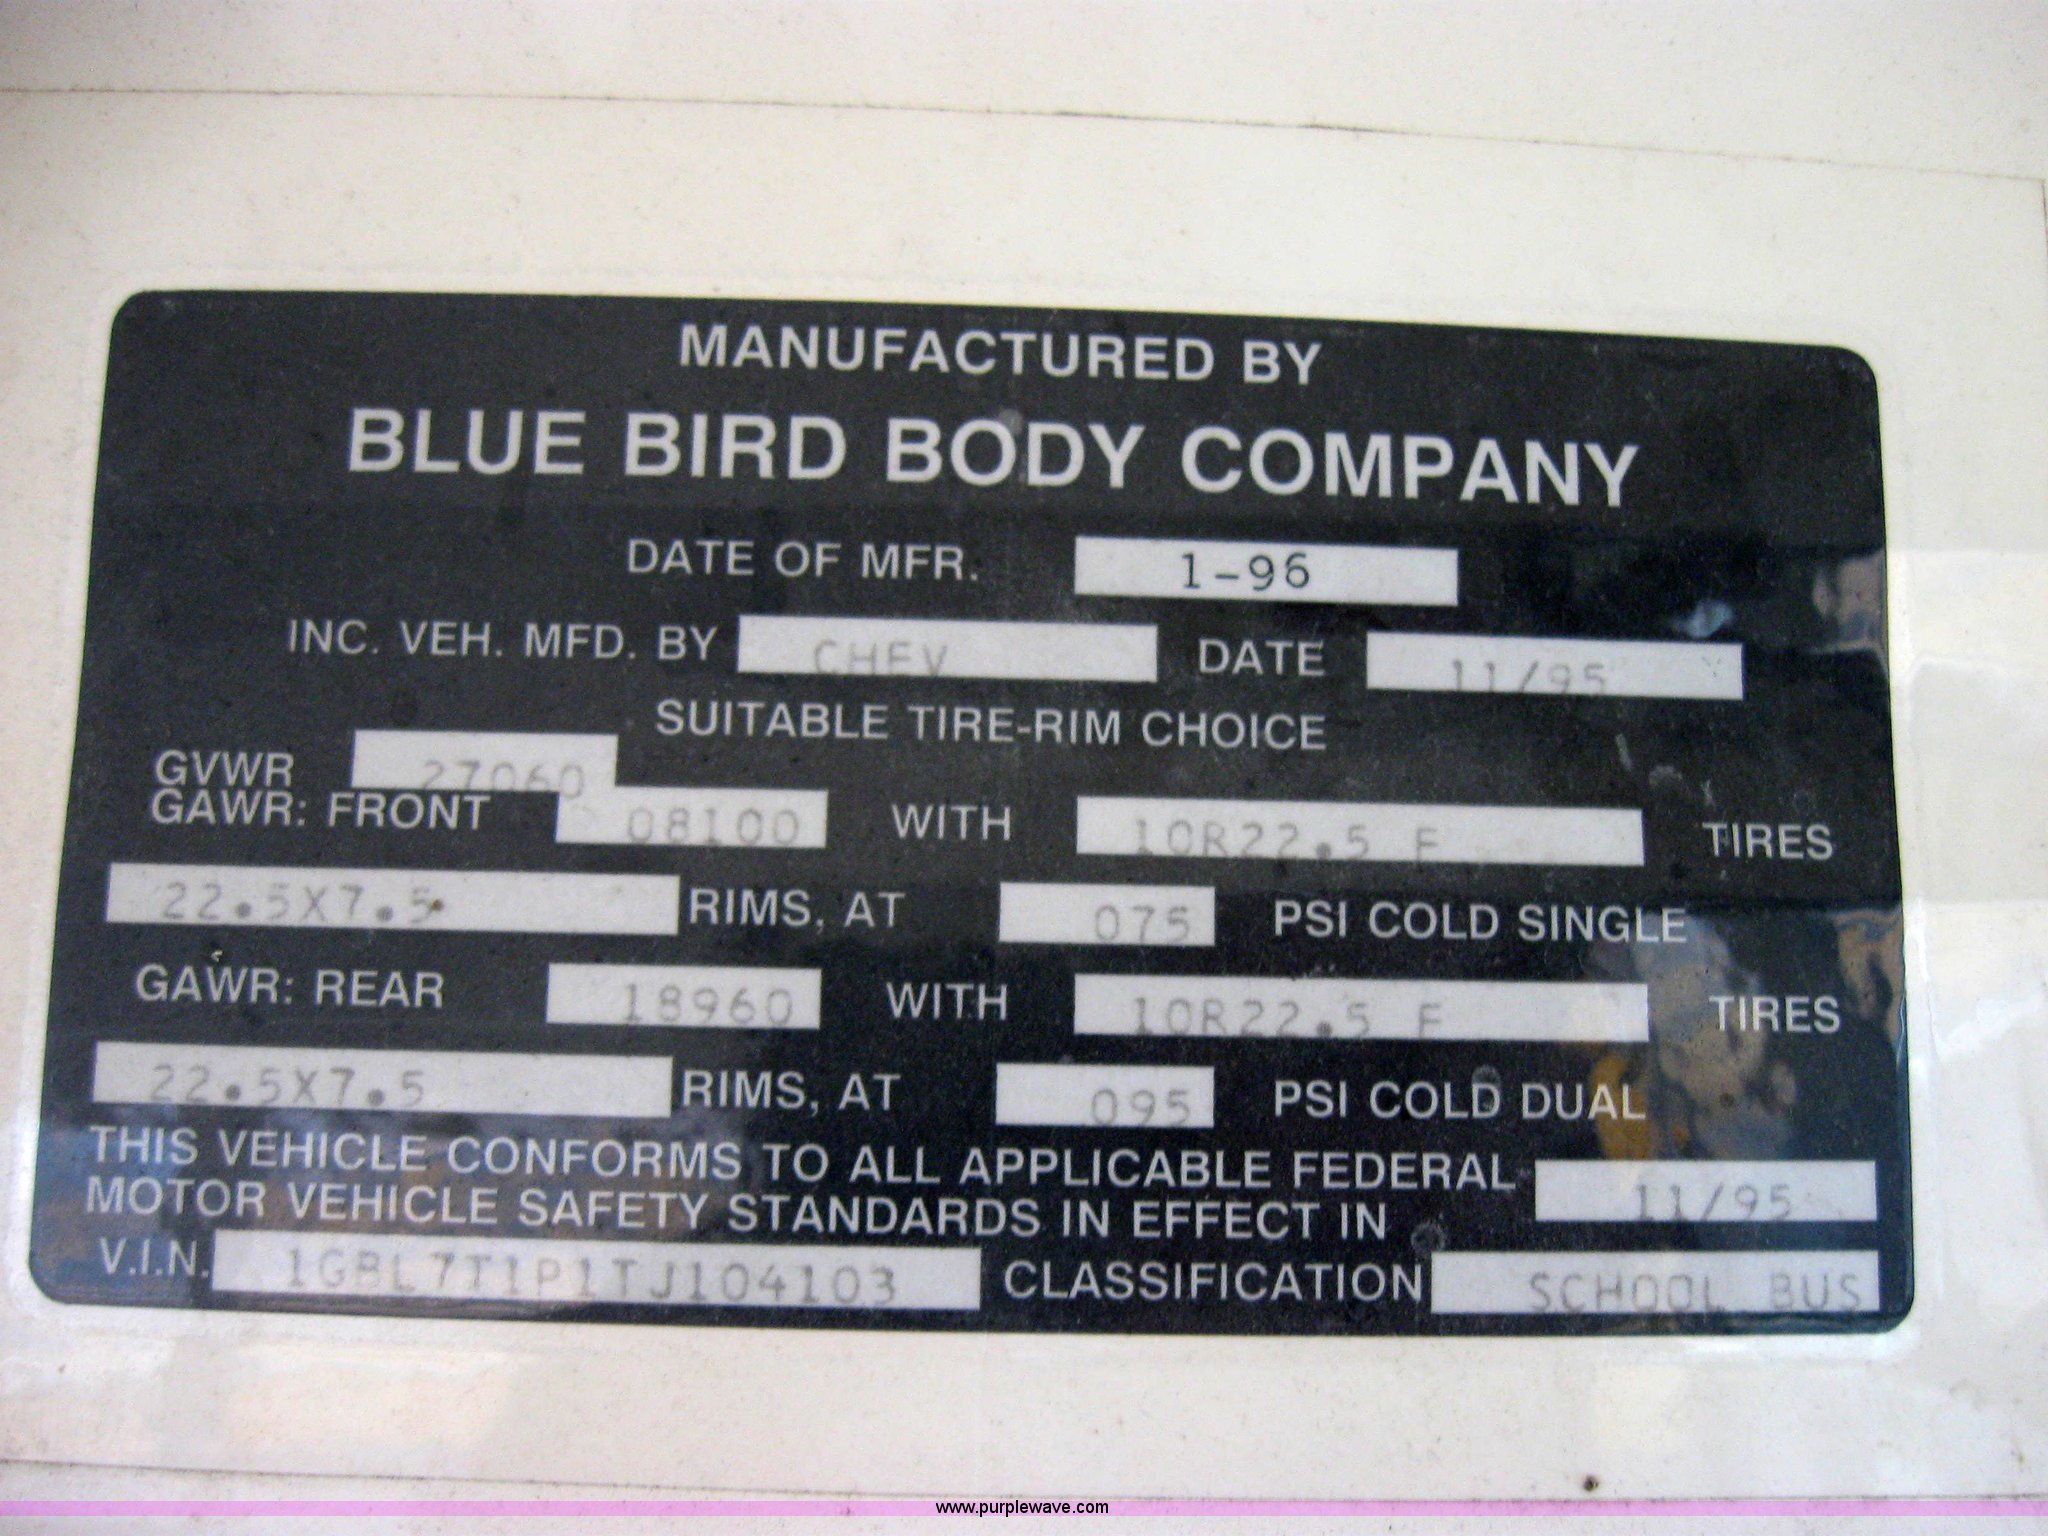 MANUFACTURED BY
BLUE BIRD BODY COMPANY
DATE OF MFR. 1-96
INC. VEH. MFD. BY CHEV DATE 11/95
SUITABLE TIRE-RIM CHOICE
GVWR 27060
GAWR: FRONT 08100 WITH 10R22.5 F TIRES
22.5X7.5 RIMS, AT 075 PSI COLD SINGLE
GAWR: REAR 18960 WITH 10R22.5 F TIRES
22.5X7.5 RIMS, AT 095 PSI COLD DUAL
THIS VEHICLE CONFORMS TO ALL APPLICABLE FEDERAL
MOTOR VEHICLE SAFETY STANDARDS IN EFFECT IN 11/95
V.I.N. 1GBL7T1P1TJ104103 CLASSIFICATION SCHOOL BUS
www.purplewave.com